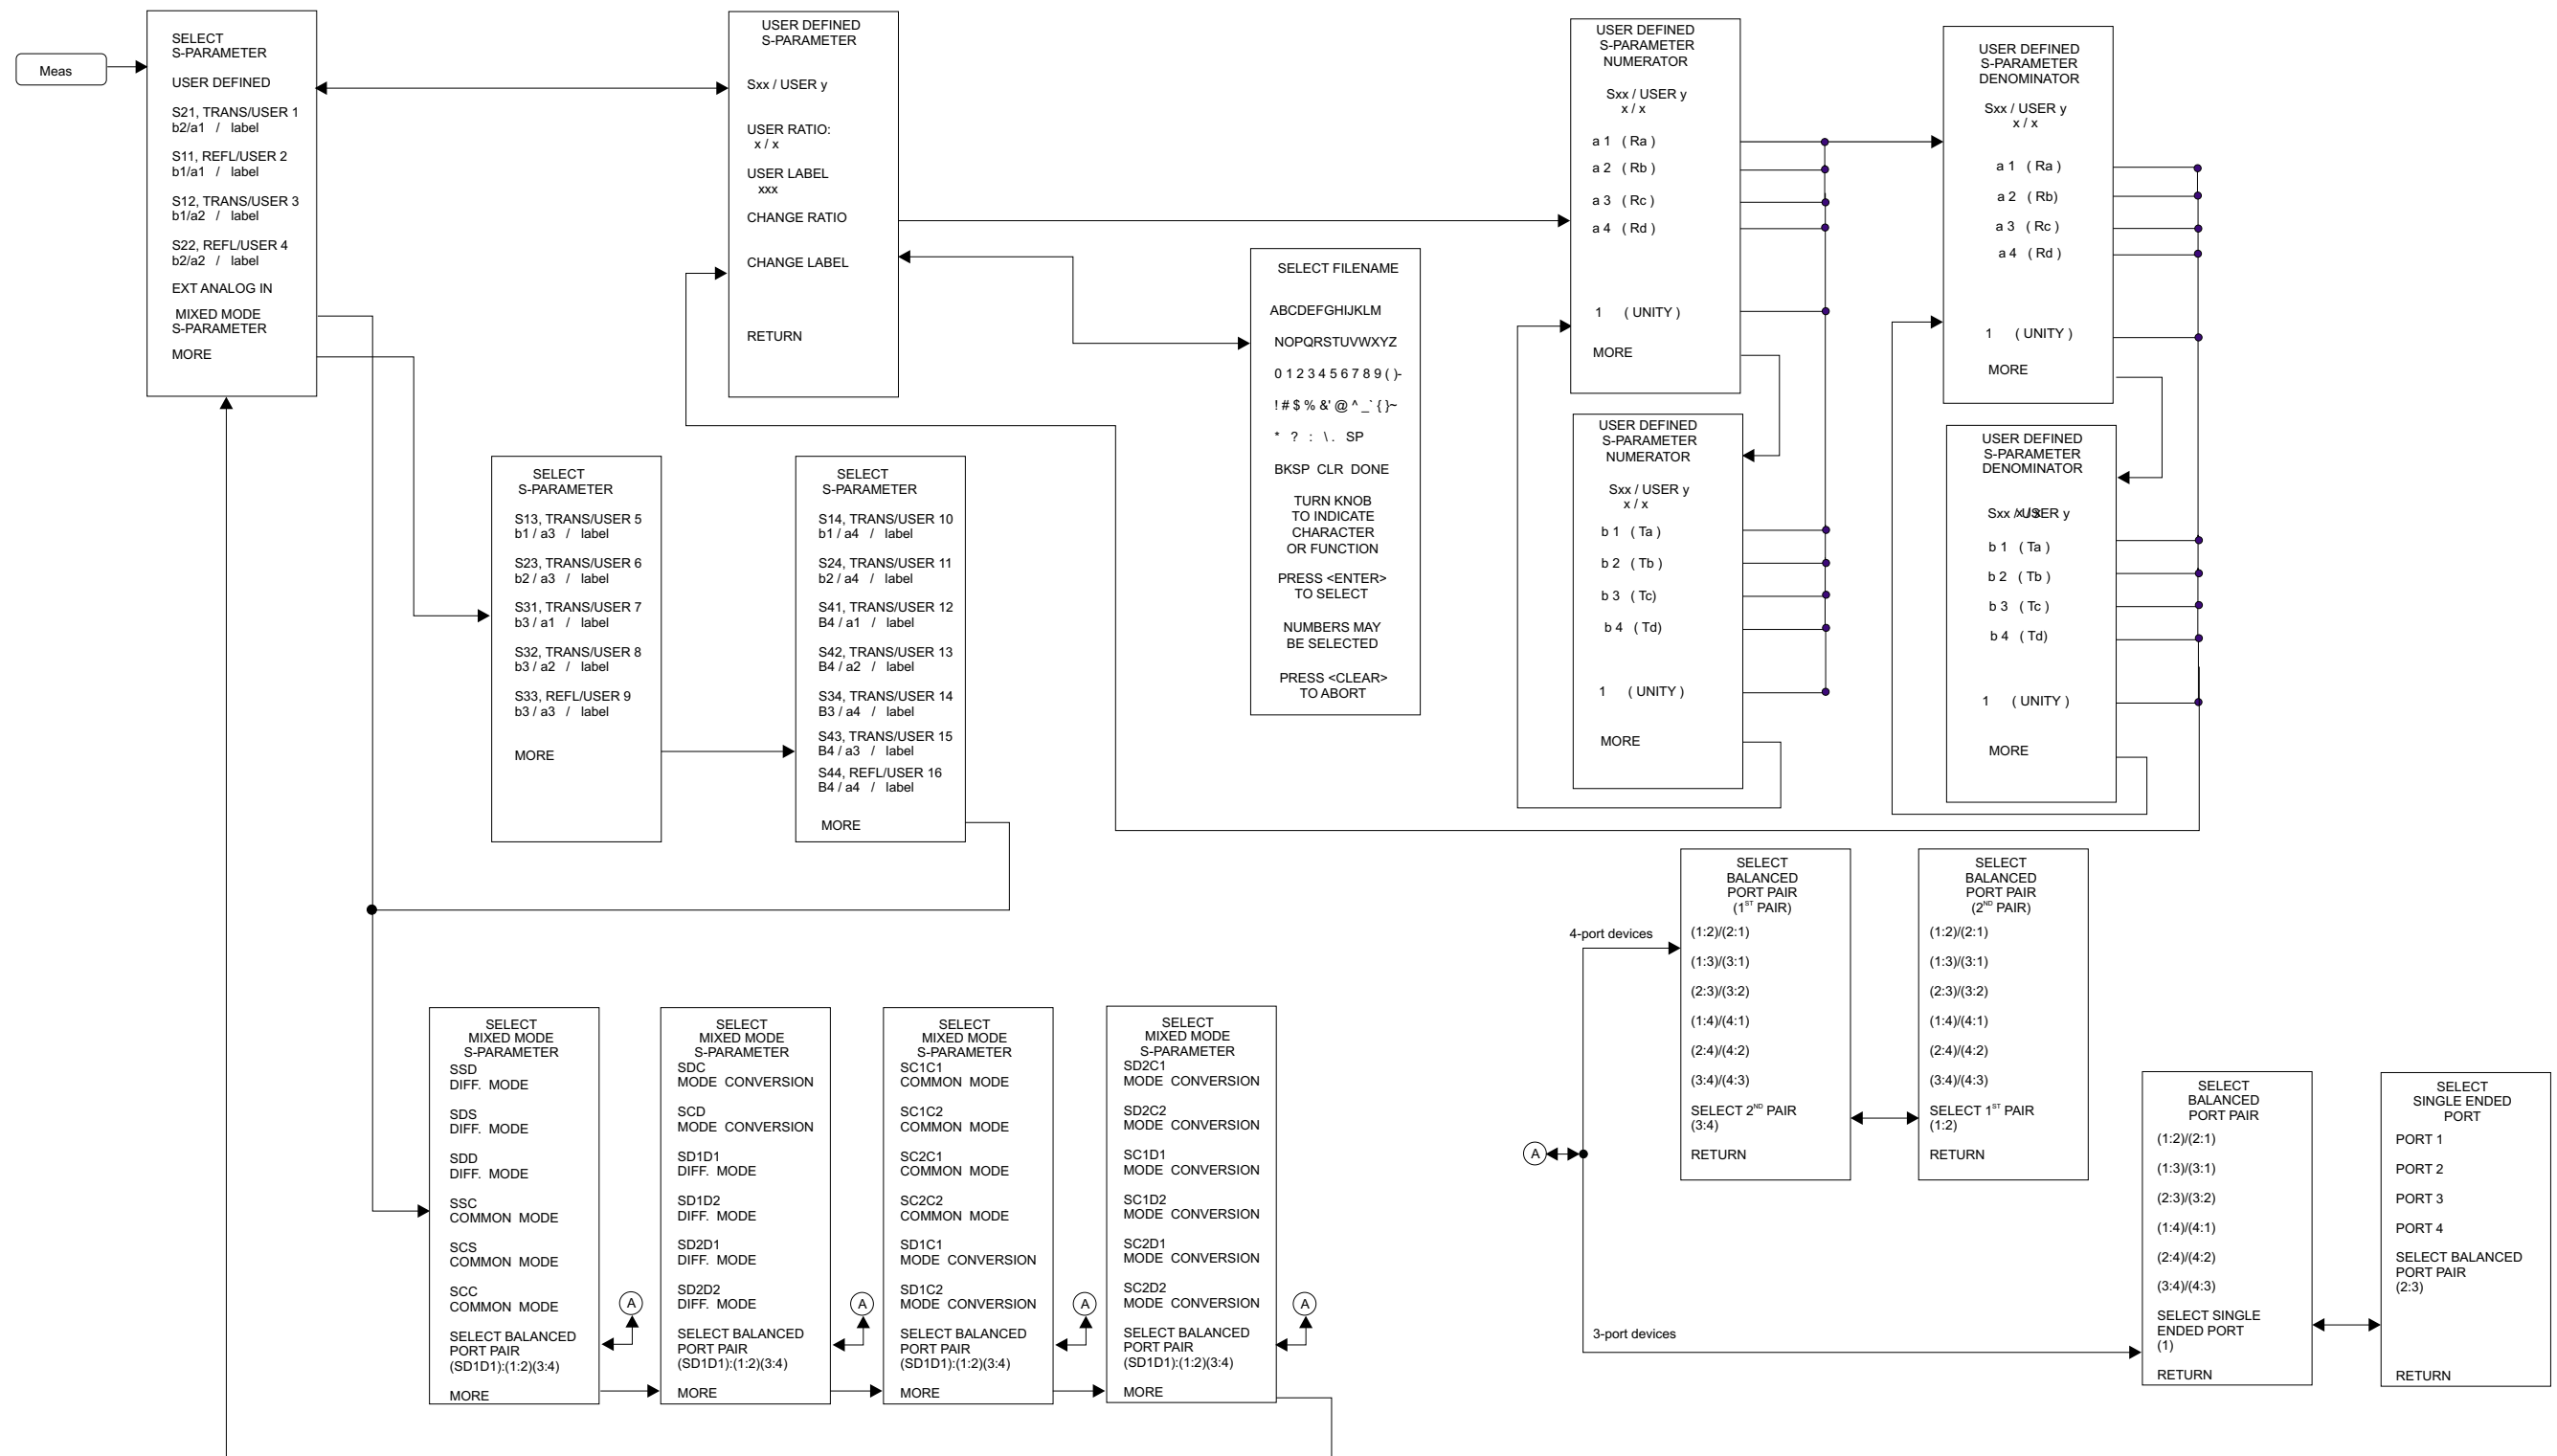 Meas
SELECT
S-PARAMETER
USER DEFINED
S21, TRANS/USER 1
b2/a1 / label
S11, REFL/USER 2
b1/a1 / label
S12, TRANS/USER 3
b1/a2 / label
S22, REFL/USER 4
b2/a2 / label
EXT ANALOG IN
MIXED MODE
S-PARAMETER
MORE
USER DEFINED
S-PARAMETER
Sxx / USER y
USER RATIO:
x / x
USER LABEL
xxx
CHANGE RATIO
CHANGE LABEL
RETURN
SELECT FILENAME
ABCDEFGHIJKLM
NOPQRSTUVWXYZ
0 1 2 3 4 5 6 7 8 9 ( )-
! # $ % &' @ ^ _` { }~
* ? : \ . SP
BKSP CLR DONE
TURN KNOB
TO INDICATE
CHARACTER
OR FUNCTION
PRESS <ENTER>
TO SELECT
NUMBERS MAY
BE SELECTED
PRESS <CLEAR>
TO ABORT
USER DEFINED
S-PARAMETER
NUMERATOR
Sxx / USER y
x / x
a 1 ( Ra )
a 2 ( Rb )
a 3 ( Rc )
a 4 ( Rd )
1 ( UNITY )
MORE
USER DEFINED
S-PARAMETER
DENOMINATOR
Sxx / USER y
x / x
a 1 ( Ra )
a 2 ( Rb)
a 3 ( Rc )
a 4 ( Rd )
1 ( UNITY )
MORE
USER DEFINED
S-PARAMETER
NUMERATOR
Sxx / USER y
x / x
b 1 ( Ta )
b 2 ( Tb )
b 3 ( Tc)
b 4 ( Td)
1 ( UNITY )
MORE
USER DEFINED
S-PARAMETER
DENOMINATOR
Sxx / USER y
x / x
b 1 ( Ta )
b 2 ( Tb )
b 3 ( Tc )
b 4 ( Td)
1 ( UNITY )
MORE
SELECT
S-PARAMETER
S13, TRANS/USER 5
b1 / a3 / label
S23, TRANS/USER 6
b2 / a3 / label
S31, TRANS/USER 7
b3 / a1 / label
S32, TRANS/USER 8
b3 / a2 / label
S33, REFL/USER 9
b3 / a3 / label
MORE
SELECT
S-PARAMETER
S14, TRANS/USER 10
b1 / a4 / label
S24, TRANS/USER 11
b2 / a4 / label
S41, TRANS/USER 12
B4 / a1 / label
S42, TRANS/USER 13
B4 / a2 / label
S34, TRANS/USER 14
B3 / a4 / label
S43, TRANS/USER 15
B4 / a3 / label
S44, REFL/USER 16
B4 / a4 / label
MORE
SELECT
MIXED MODE
S-PARAMETER
SSD
DIFF. MODE
SDS
DIFF. MODE
SDD
DIFF. MODE
SSC
COMMON MODE
SCS
COMMON MODE
SCC
COMMON MODE
SELECT BALANCED
PORT PAIR
(SD1D1):(1:2)(3:4)
MORE
A
SELECT
MIXED MODE
S-PARAMETER
SDC
MODE CONVERSION
SCD
MODE CONVERSION
SD1D1
DIFF. MODE
SD1D2
DIFF. MODE
SD2D1
DIFF. MODE
SD2D2
DIFF. MODE
SELECT BALANCED
PORT PAIR
(SD1D1):(1:2)(3:4)
MORE
A
SELECT
MIXED MODE
S-PARAMETER
SC1C1
COMMON MODE
SC1C2
COMMON MODE
SC2C1
COMMON MODE
SC2C2
COMMON MODE
SD1C1
MODE CONVERSION
SD1C2
MODE CONVERSION
SELECT BALANCED
PORT PAIR
(SD1D1):(1:2)(3:4)
MORE
A
SELECT
MIXED MODE
S-PARAMETER
SD2C1
MODE CONVERSION
SD2C2
MODE CONVERSION
SC1D1
MODE CONVERSION
SC1D2
MODE CONVERSION
SC2D1
MODE CONVERSION
SC2D2
MODE CONVERSION
SELECT BALANCED
PORT PAIR
(SD1D1):(1:2)(3:4)
MORE
A
A
4-port devices
SELECT
BALANCED
PORT PAIR
(1ST PAIR)
(1:2)/(2:1)
(1:3)/(3:1)
(2:3)/(3:2)
(1:4)/(4:1)
(2:4)/(4:2)
(3:4)/(4:3)
SELECT 2ND PAIR
(3:4)
RETURN
SELECT
BALANCED
PORT PAIR
(2ND PAIR)
(1:2)/(2:1)
(1:3)/(3:1)
(2:3)/(3:2)
(1:4)/(4:1)
(2:4)/(4:2)
(3:4)/(4:3)
SELECT 1ST PAIR
(1:2)
RETURN
3-port devices
SELECT
BALANCED
PORT PAIR
(1:2)/(2:1)
(1:3)/(3:1)
(2:3)/(3:2)
(1:4)/(4:1)
(2:4)/(4:2)
(3:4)/(4:3)
SELECT SINGLE
ENDED PORT
(1)
RETURN
SELECT
SINGLE ENDED
PORT
PORT 1
PORT 2
PORT 3
PORT 4
SELECT BALANCED
PORT PAIR
(2:3)
RETURN